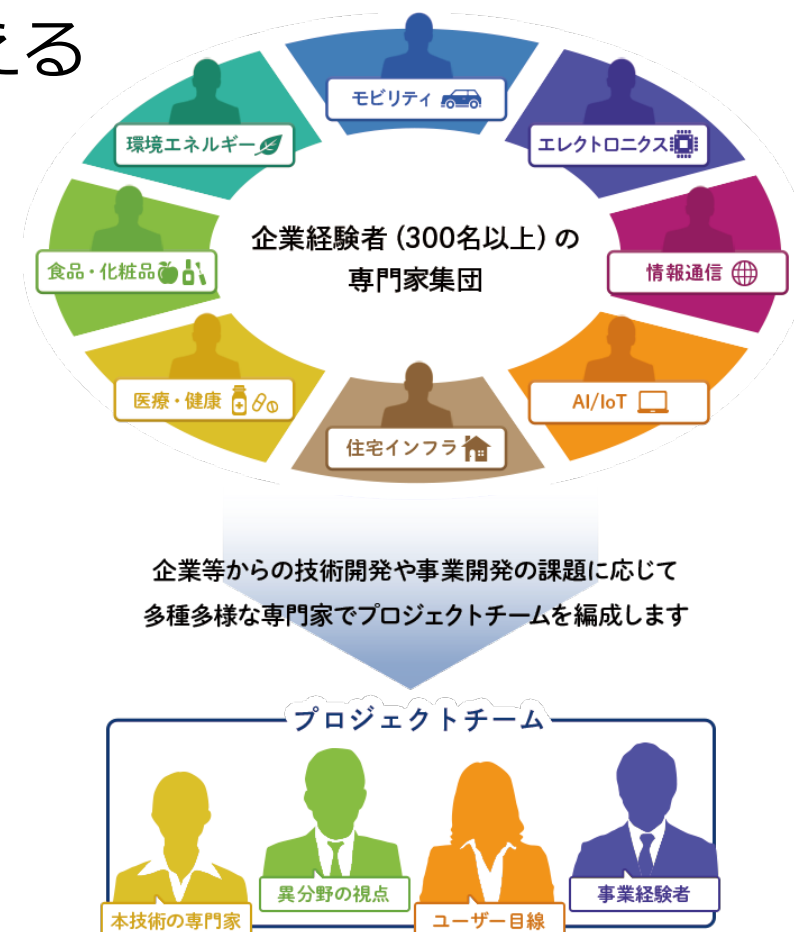 える
モビリティ
環境エネルギー
エレクトロニクス
食品・化粧品
企業経験者（300名以上）の
専門家集団
情報通信
医療・健康
AI/IoT
住宅インフラ
企業等からの技術開発や事業開発の課題に応じて
多種多様な専門家でプロジェクトチームを編成します
プロジェクトチーム
異分野の視点
事業経験者
本技術の専門家
ユーザー目線